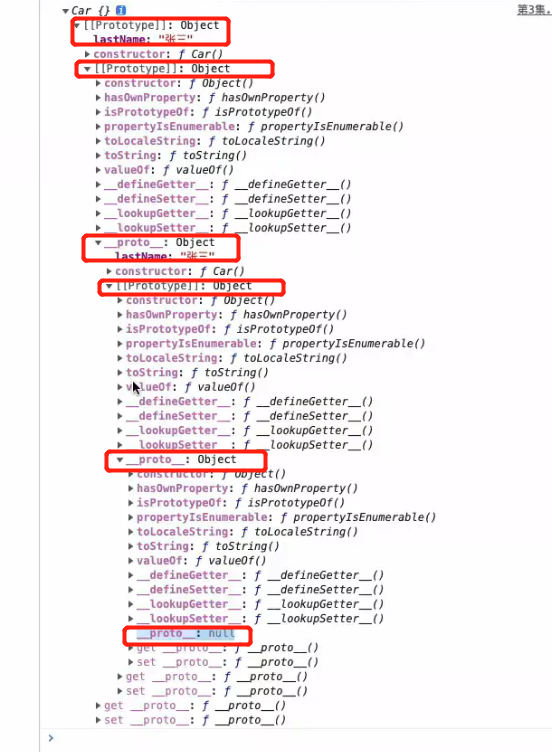 第3集.
Car {}
[[Prototype]]: Object
lastName: "张三"
constructor: ƒ Car()
[[Prototype]]: Object
constructor: ƒ Object()
hasOwnProperty: ƒ hasOwnProperty()
isPrototypeOf: ƒ isPrototypeOf()
propertyIsEnumerable: ƒ propertyIsEnumerable()
toLocaleString: ƒ toLocaleString()
toString: ƒ toString()
valueOf: ƒ valueOf()
__defineGetter__: ƒ __defineGetter__()
__defineSetter__: ƒ __defineSetter__()
__lookupGetter__: ƒ __lookupGetter__()
__lookupSetter__: ƒ __lookupSetter__()
__proto__: Object
lastName: "张三"
constructor: ƒ Car()
[[Prototype]]: Object
constructor: ƒ Object()
hasOwnProperty: ƒ hasOwnProperty()
isPrototypeOf: ƒ isPrototypeOf()
propertyIsEnumerable: ƒ propertyIsEnumerable()
toLocaleString: ƒ toLocaleString()
toString: ƒ toString()
valueOf: ƒ valueOf()
__defineGetter__: ƒ __defineGetter__()
__defineSetter__: ƒ __defineSetter__()
__lookupGetter__: ƒ __lookupGetter__()
__lookupSetter__: ƒ __lookupSetter__()
__proto__: Object
constructor: ƒ Object()
hasOwnProperty: ƒ hasOwnProperty()
isPrototypeOf: ƒ isPrototypeOf()
propertyIsEnumerable: ƒ propertyIsEnumerable()
toLocaleString: ƒ toLocaleString()
toString: ƒ toString()
valueOf: ƒ valueOf()
__defineGetter__: ƒ __defineGetter__()
__defineSetter__: ƒ __defineSetter__()
__lookupGetter__: ƒ __lookupGetter__()
__lookupSetter__: ƒ __lookupSetter__()
__proto__: null
get __proto__: ƒ __proto__()
set __proto__: ƒ __proto__()
get __proto__: ƒ __proto__()
set __proto__: ƒ __proto__()
get __proto__: ƒ __proto__()
set __proto__: ƒ __proto__()